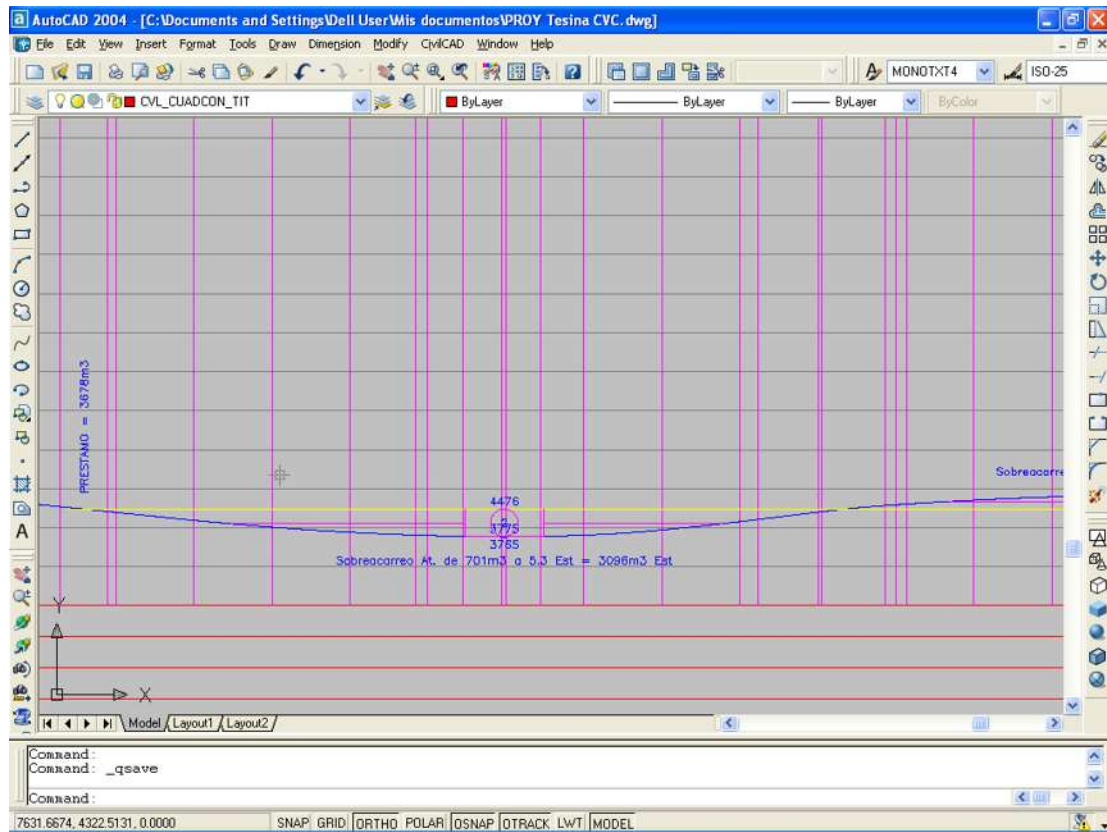 AutoCAD 2004 - [C:\Documents and Settings\Dell User\Mis documentos\PROY Tesina CVC.dwg]
File Edit View Insert Format Tools Draw Dimension Modify CivilCAD Window Help
MONOTXT4 ISO-25
CVL_CUADCON_TIT ByLayer ByLayer ByLayer ByColor
PRESTAMO = 3678m3
Sobreacarre
4476
3775
3765
Sobreacarreo At. de 701m3 a 5.3 Est = 3096m3 Est
Y
X
Model Layout1 Layout2
Command:
Command: _qsave
Command:
7631.6674, 4322.5131, 0.0000 SNAP GRID ORTHO POLAR OSNAP OTRACK LWT MODEL